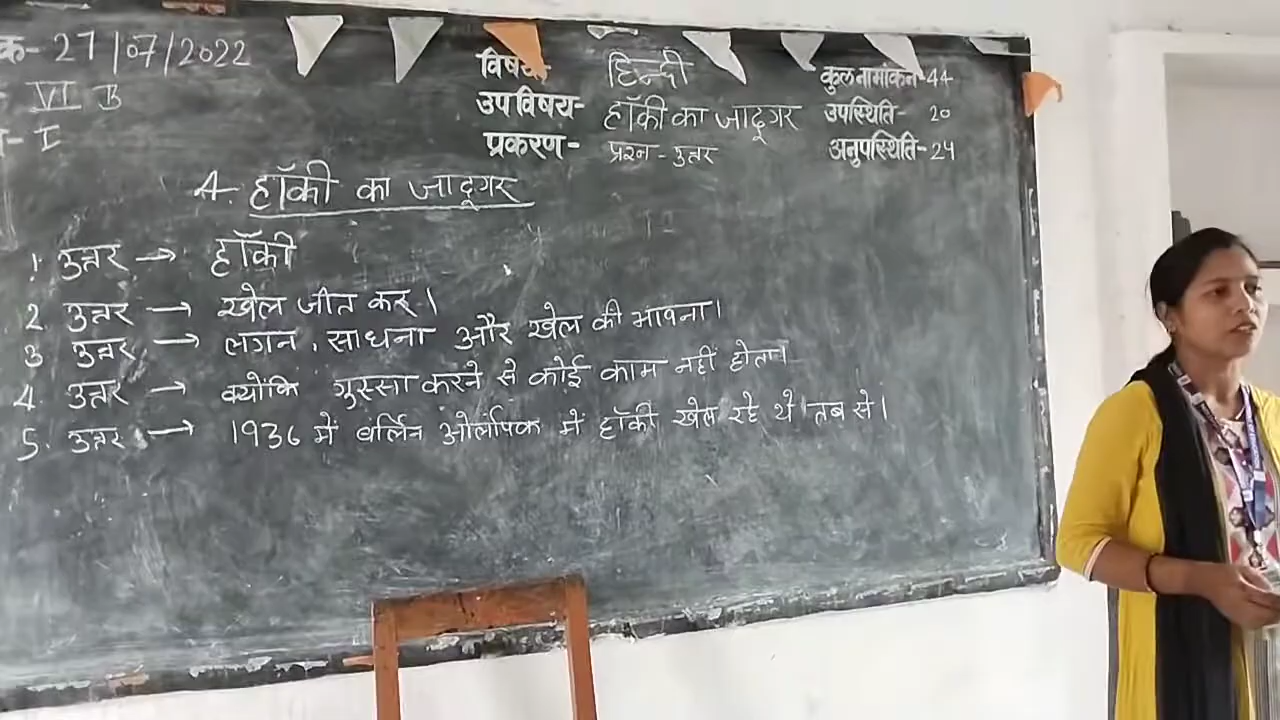 क- 27/07/2022
VI B
- I
विषय हिन्दी
उपविषय- हॉकी का जादूगर
प्रकरण- प्रश्न - उत्तर
कुल नामांकन- 44
उपस्थिति- 20
अनुपस्थिति- 24
4. हॉकी का जादूगर
1. उत्तर → हॉकी
2. उत्तर → खेल जीत कर।
3 उत्तर → लगन, साधना और खेल की भावना।
4. उत्तर → क्योंकि गुस्सा करने से कोई काम नहीं होता।
5. उत्तर → 1936 में बर्लिन ओलंपिक में हॉकी खेल रहे थे तब से।